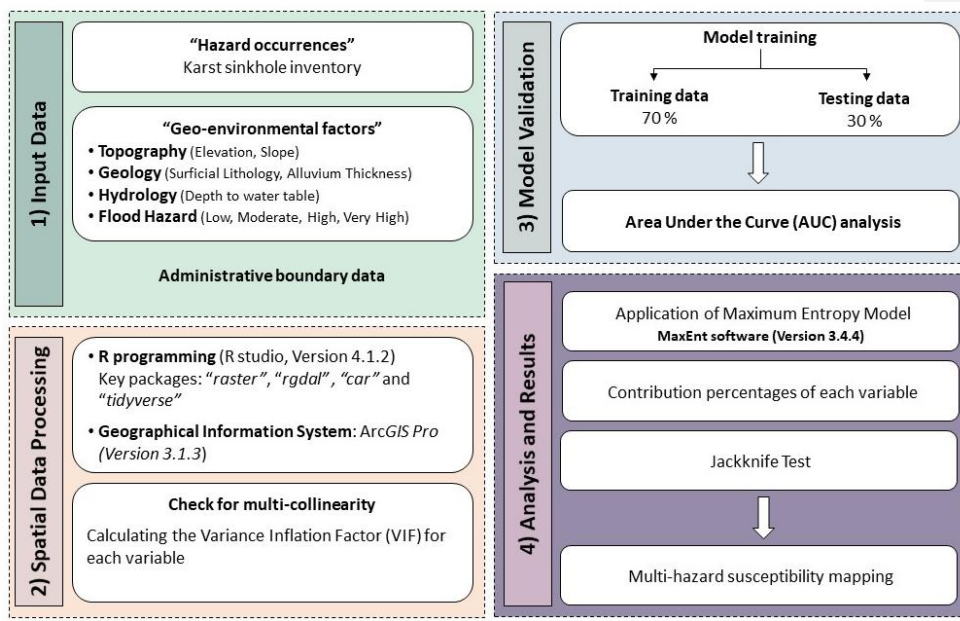 1) Input Data
“Hazard occurrences”
Karst sinkhole inventory
“Geo-environmental factors”
• Topography (Elevation, Slope)
• Geology (Surficial Lithology, Alluvium Thickness)
• Hydrology (Depth to water table)
• Flood Hazard (Low, Moderate, High, Very High)
Administrative boundary data
2) Spatial Data Processing
• R programming (R studio, Version 4.1.2)
Key packages: “raster”, “rgdal” , “car” and
“tidyverse”
• Geographical Information System: ArcGIS Pro
(Version 3.1.3)
Check for multi-collinearity
Calculating the Variance Inflation Factor (VIF) for
each variable
3) Model Validation
Model training
Training data
70 %
Testing data
30 %
Area Under the Curve (AUC) analysis
4) Analysis and Results
Application of Maximum Entropy Model
MaxEnt software (Version 3.4.4)
Contribution percentages of each variable
Jackknife Test
Multi-hazard susceptibility mapping